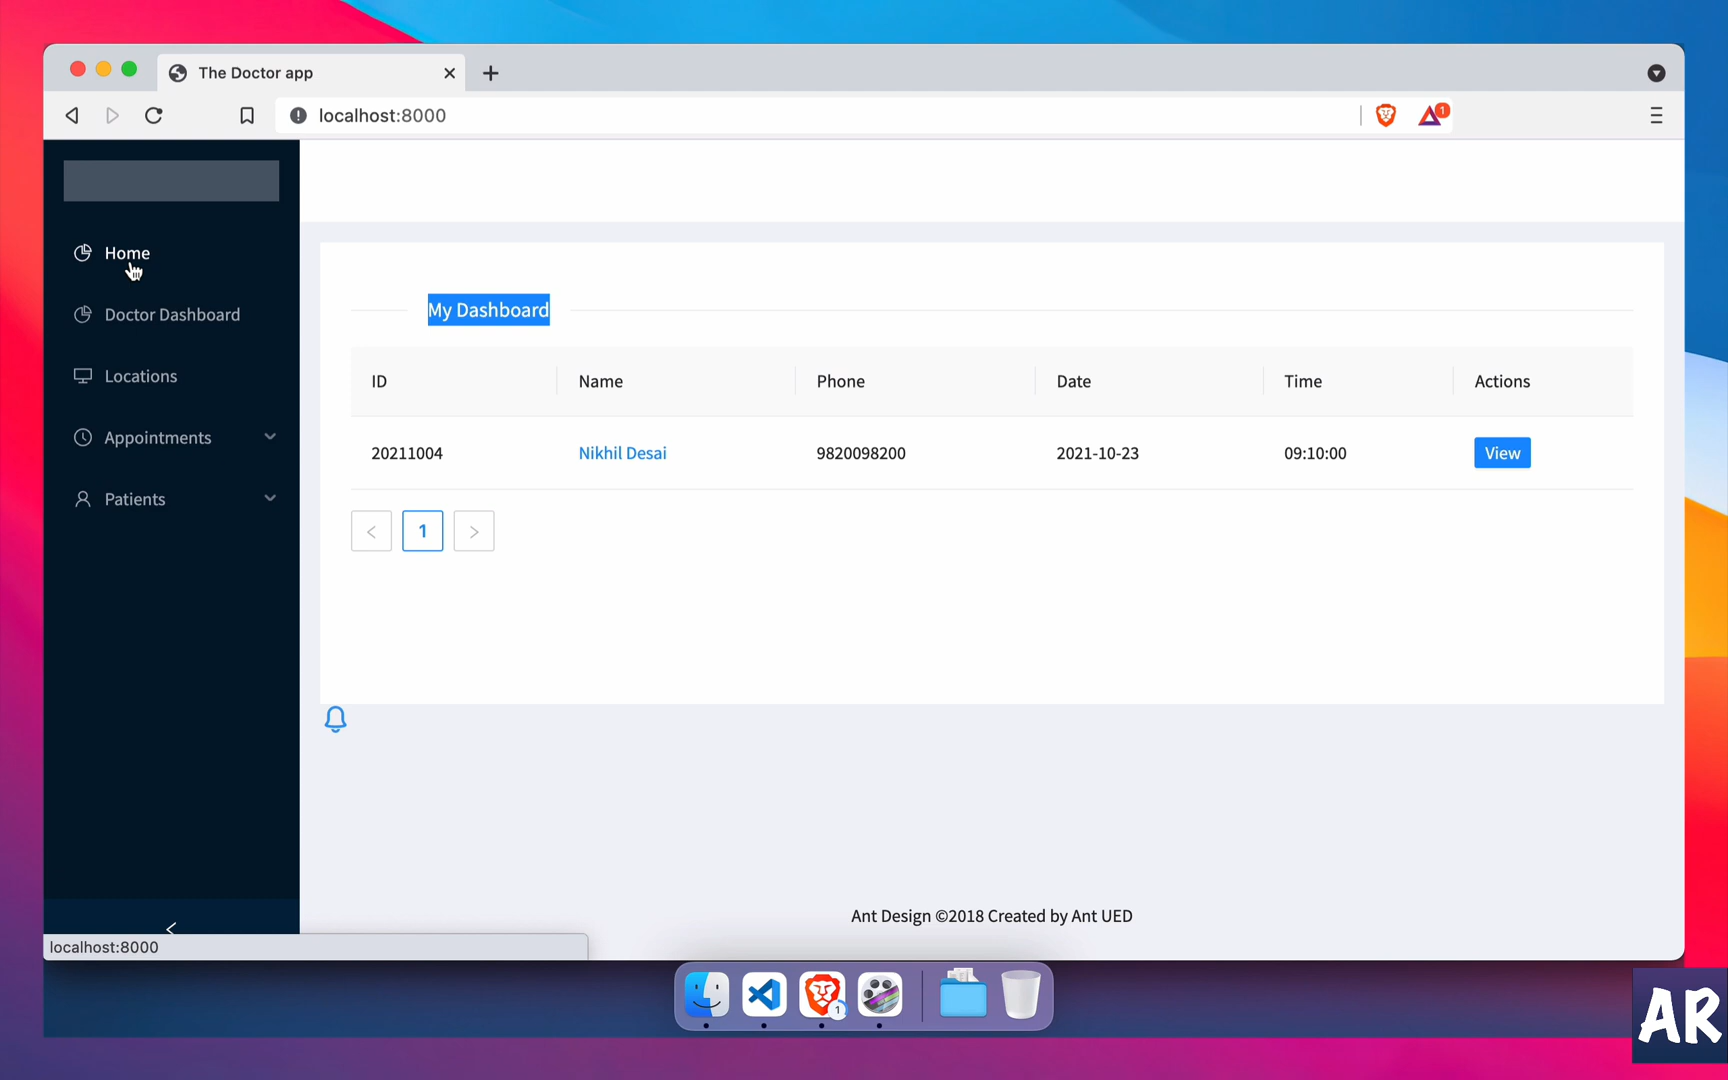 The Doctor app
localhost:8000
1
Home
Doctor Dashboard
Locations
Appointments
Patients
My Dashboard
ID Name Phone Date Time Actions
20211004 Nikhil Desai 9820098200 2021-10-23 09:10:00 View
< 1 >
Ant Design ©2018 Created by Ant UED
<
localhost:8000
1
AR